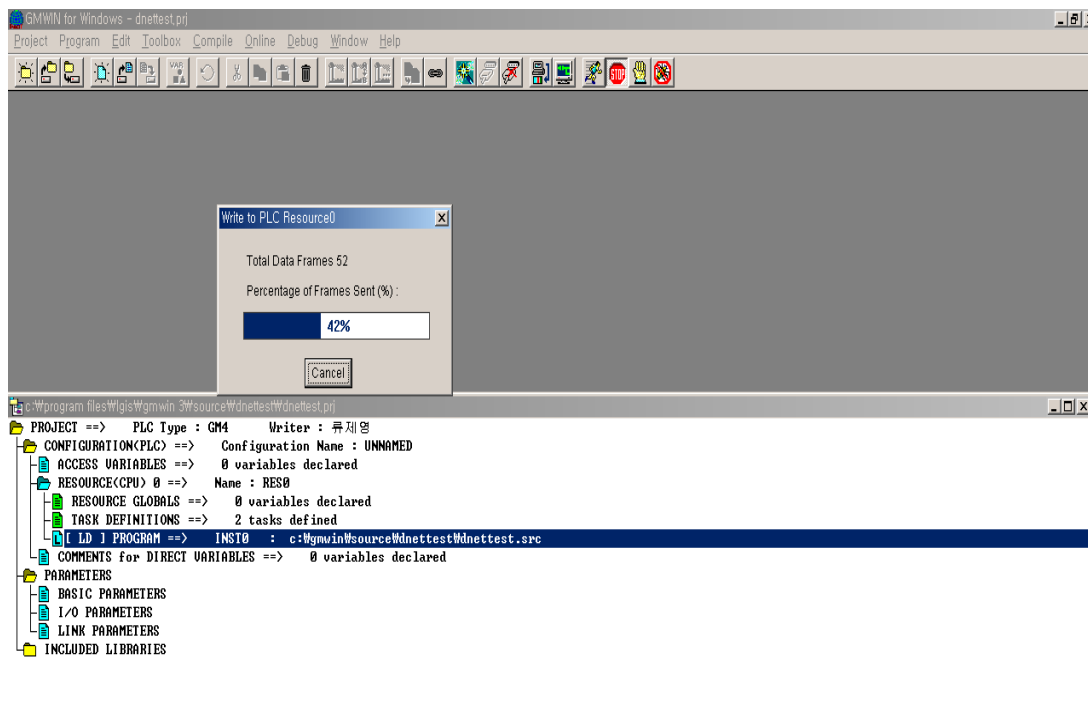 GMWIN for Windows - dnettest.prj
Project Program Edit Toolbox Compile Online Debug Window Help
VAR STOP
Write to PLC Resource0
Total Data Frames 52
Percentage of Frames Sent (%) :
42%
Cancel
c:₩program files₩lgis₩gmwin 3₩source₩dnettest₩dnettest.prj
PROJECT ==> PLC Type : GM4 Writer : 류제영
CONFIGURATION(PLC) ==> Configuration Name : UNNAMED
ACCESS VARIABLES ==> 0 variables declared
RESOURCE(CPU) 0 ==> Name : RES0
RESOURCE GLOBALS ==> 0 variables declared
TASK DEFINITIONS ==> 2 tasks defined
[ LD ] PROGRAM ==> INST0 : c:₩gmwin₩source₩dnettest₩dnettest.src
COMMENTS for DIRECT VARIABLES ==> 0 variables declared
PARAMETERS
BASIC PARAMETERS
I/O PARAMETERS
LINK PARAMETERS
INCLUDED LIBRARIES